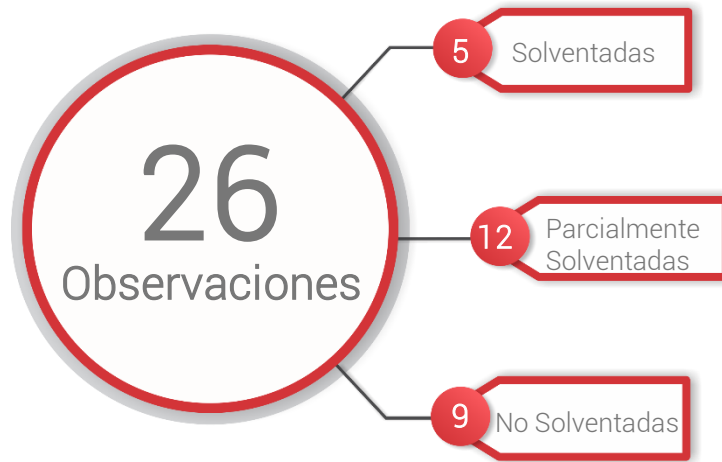 26
Observaciones
5
Solventadas
12
Parcialmente
Solventadas
9
No Solventadas